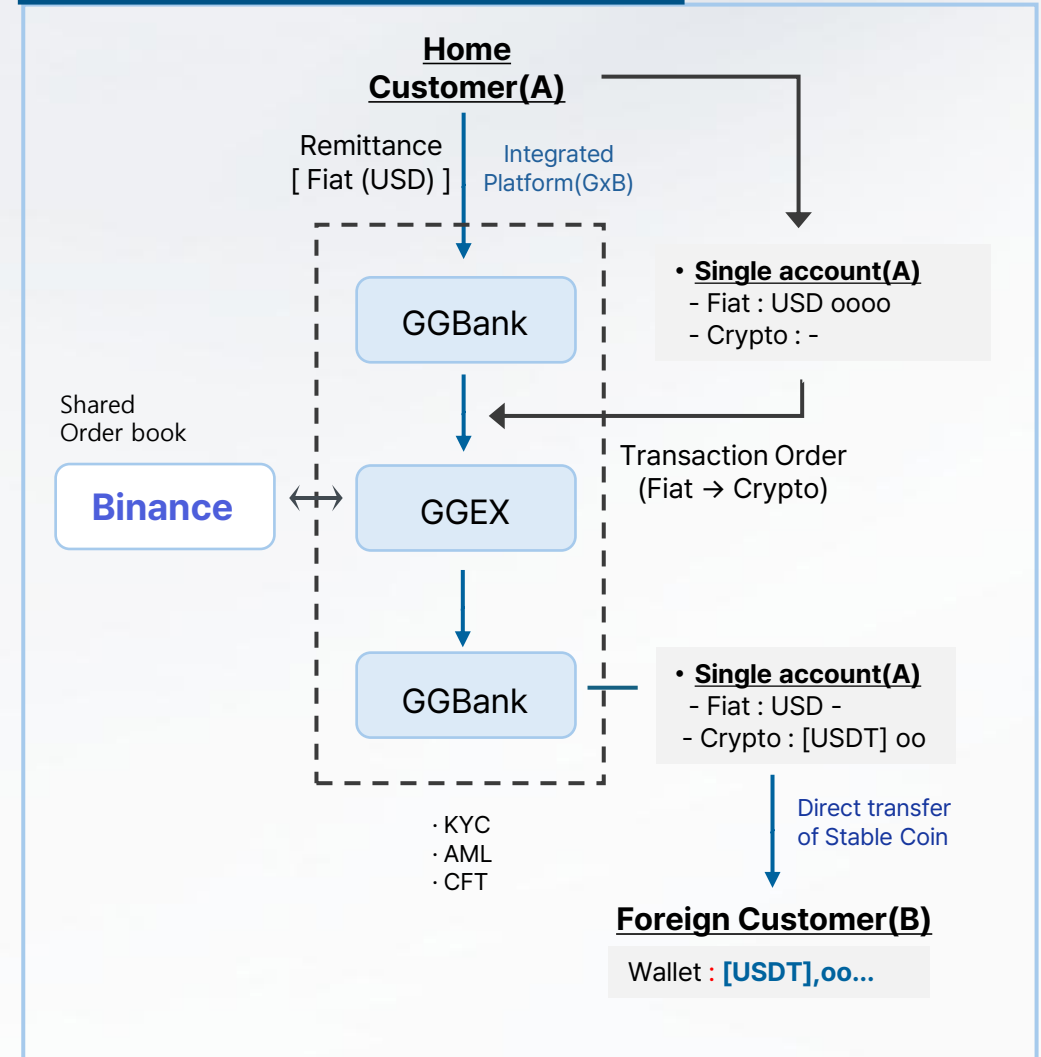 Home
Customer(A)
Remittance
[ Fiat (USD) ]
Integrated
Platform(GxB)
• Single account(A)
- Fiat : USD oooo
- Crypto : -
GGBank
Shared
Order book
Transaction Order
(Fiat → Crypto)
Binance
GGEX
GGBank
• Single account(A)
- Fiat : USD -
- Crypto : [USDT] oo
· KYC
· AML
· CFT
Direct transfer
of Stable Coin
Foreign Customer(B)
Wallet : [USDT],oo...